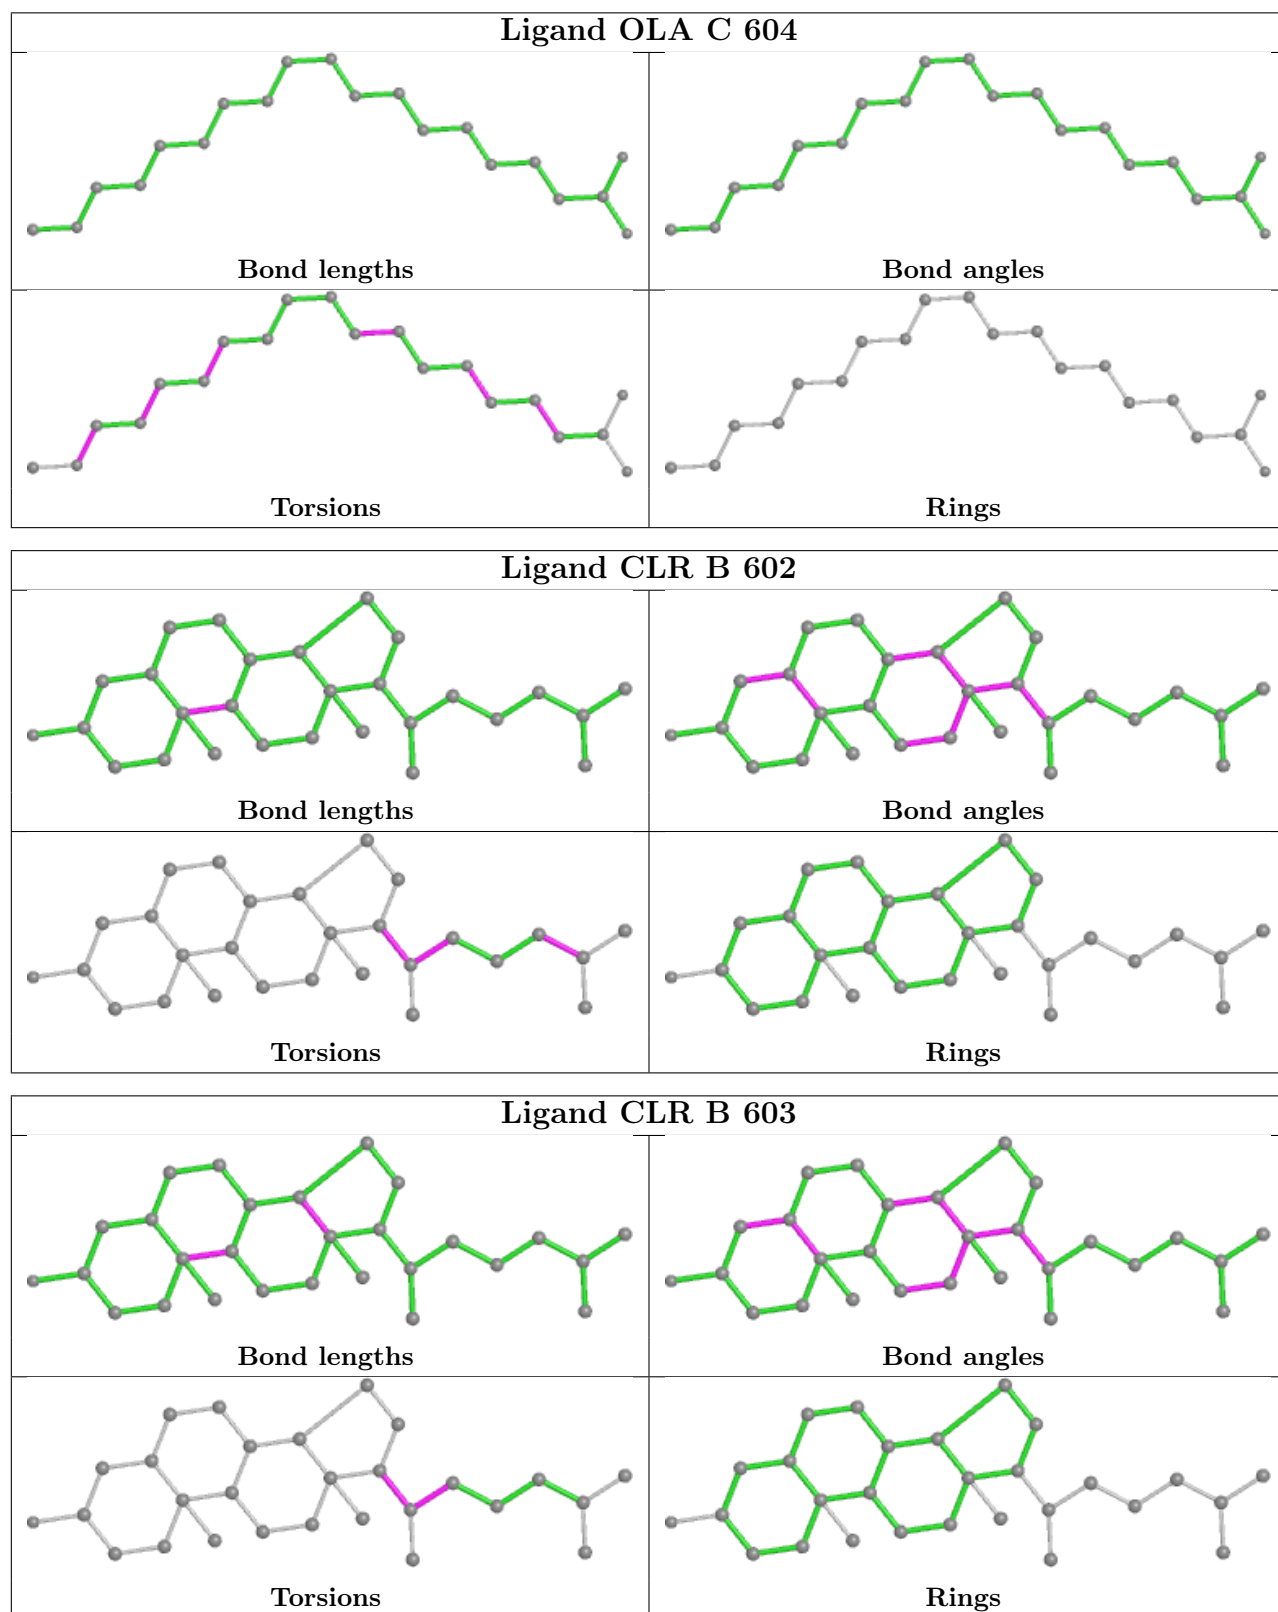 Ligand OLA C 604
Bond lengths
Bond angles
Torsions
Rings
Ligand CLR B 602
Bond lengths
Bond angles
Torsions
Rings
Ligand CLR B 603
Bond lengths
Bond angles
Torsions
Rings